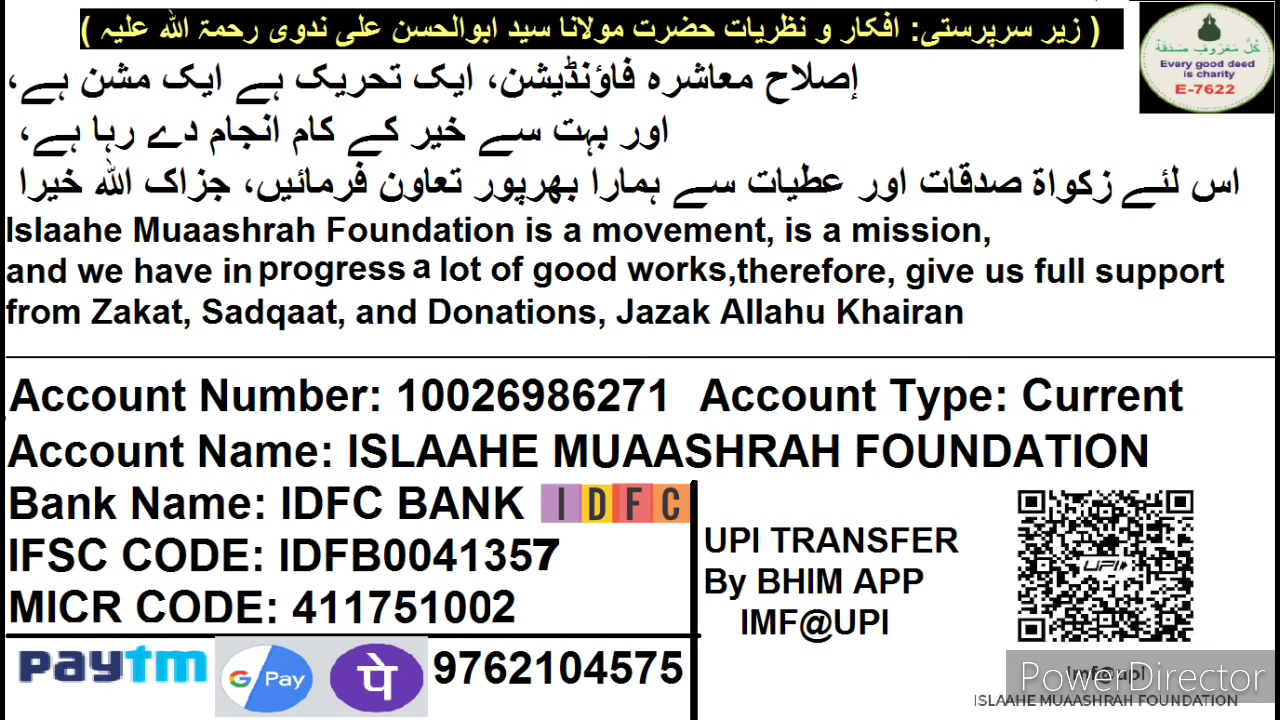 ( زیر سرپرستی: افکار و نظریات حضرت مولانا سید ابوالحسن علی ندوی رحمۃ اللہ علیہ )
كُلُّ مَعْرُوفٍ صَدَقَةٌ
Every good deed
is charity
E-7622
إصلاح معاشرہ فاؤنڈیشن، ایک تحریک ہے ایک مشن ہے،
اور بہت سے خیر کے کام انجام دے رہا ہے،
اس لئے زکواۃ صدقات اور عطیات سے ہمارا بھرپور تعاون فرمائیں، جزاک اللہ خیرا
Islaahe Muaashrah Foundation is a movement, is a mission,
and we have in progress a lot of good works,therefore, give us full support
from Zakat, Sadqaat, and Donations, Jazak Allahu Khairan
Account Number: 10026986271 Account Type: Current
Account Name: ISLAAHE MUAASHRAH FOUNDATION
Bank Name: IDFC BANK IDFC
IFSC CODE: IDFB0041357
MICR CODE: 411751002
UPI TRANSFER
By BHIM APP
IMF@UPI
UPI
paytm G Pay पे 9762104575
imf@upi
PowerDirector
ISLAAHE MUAASHRAH FOUNDATION